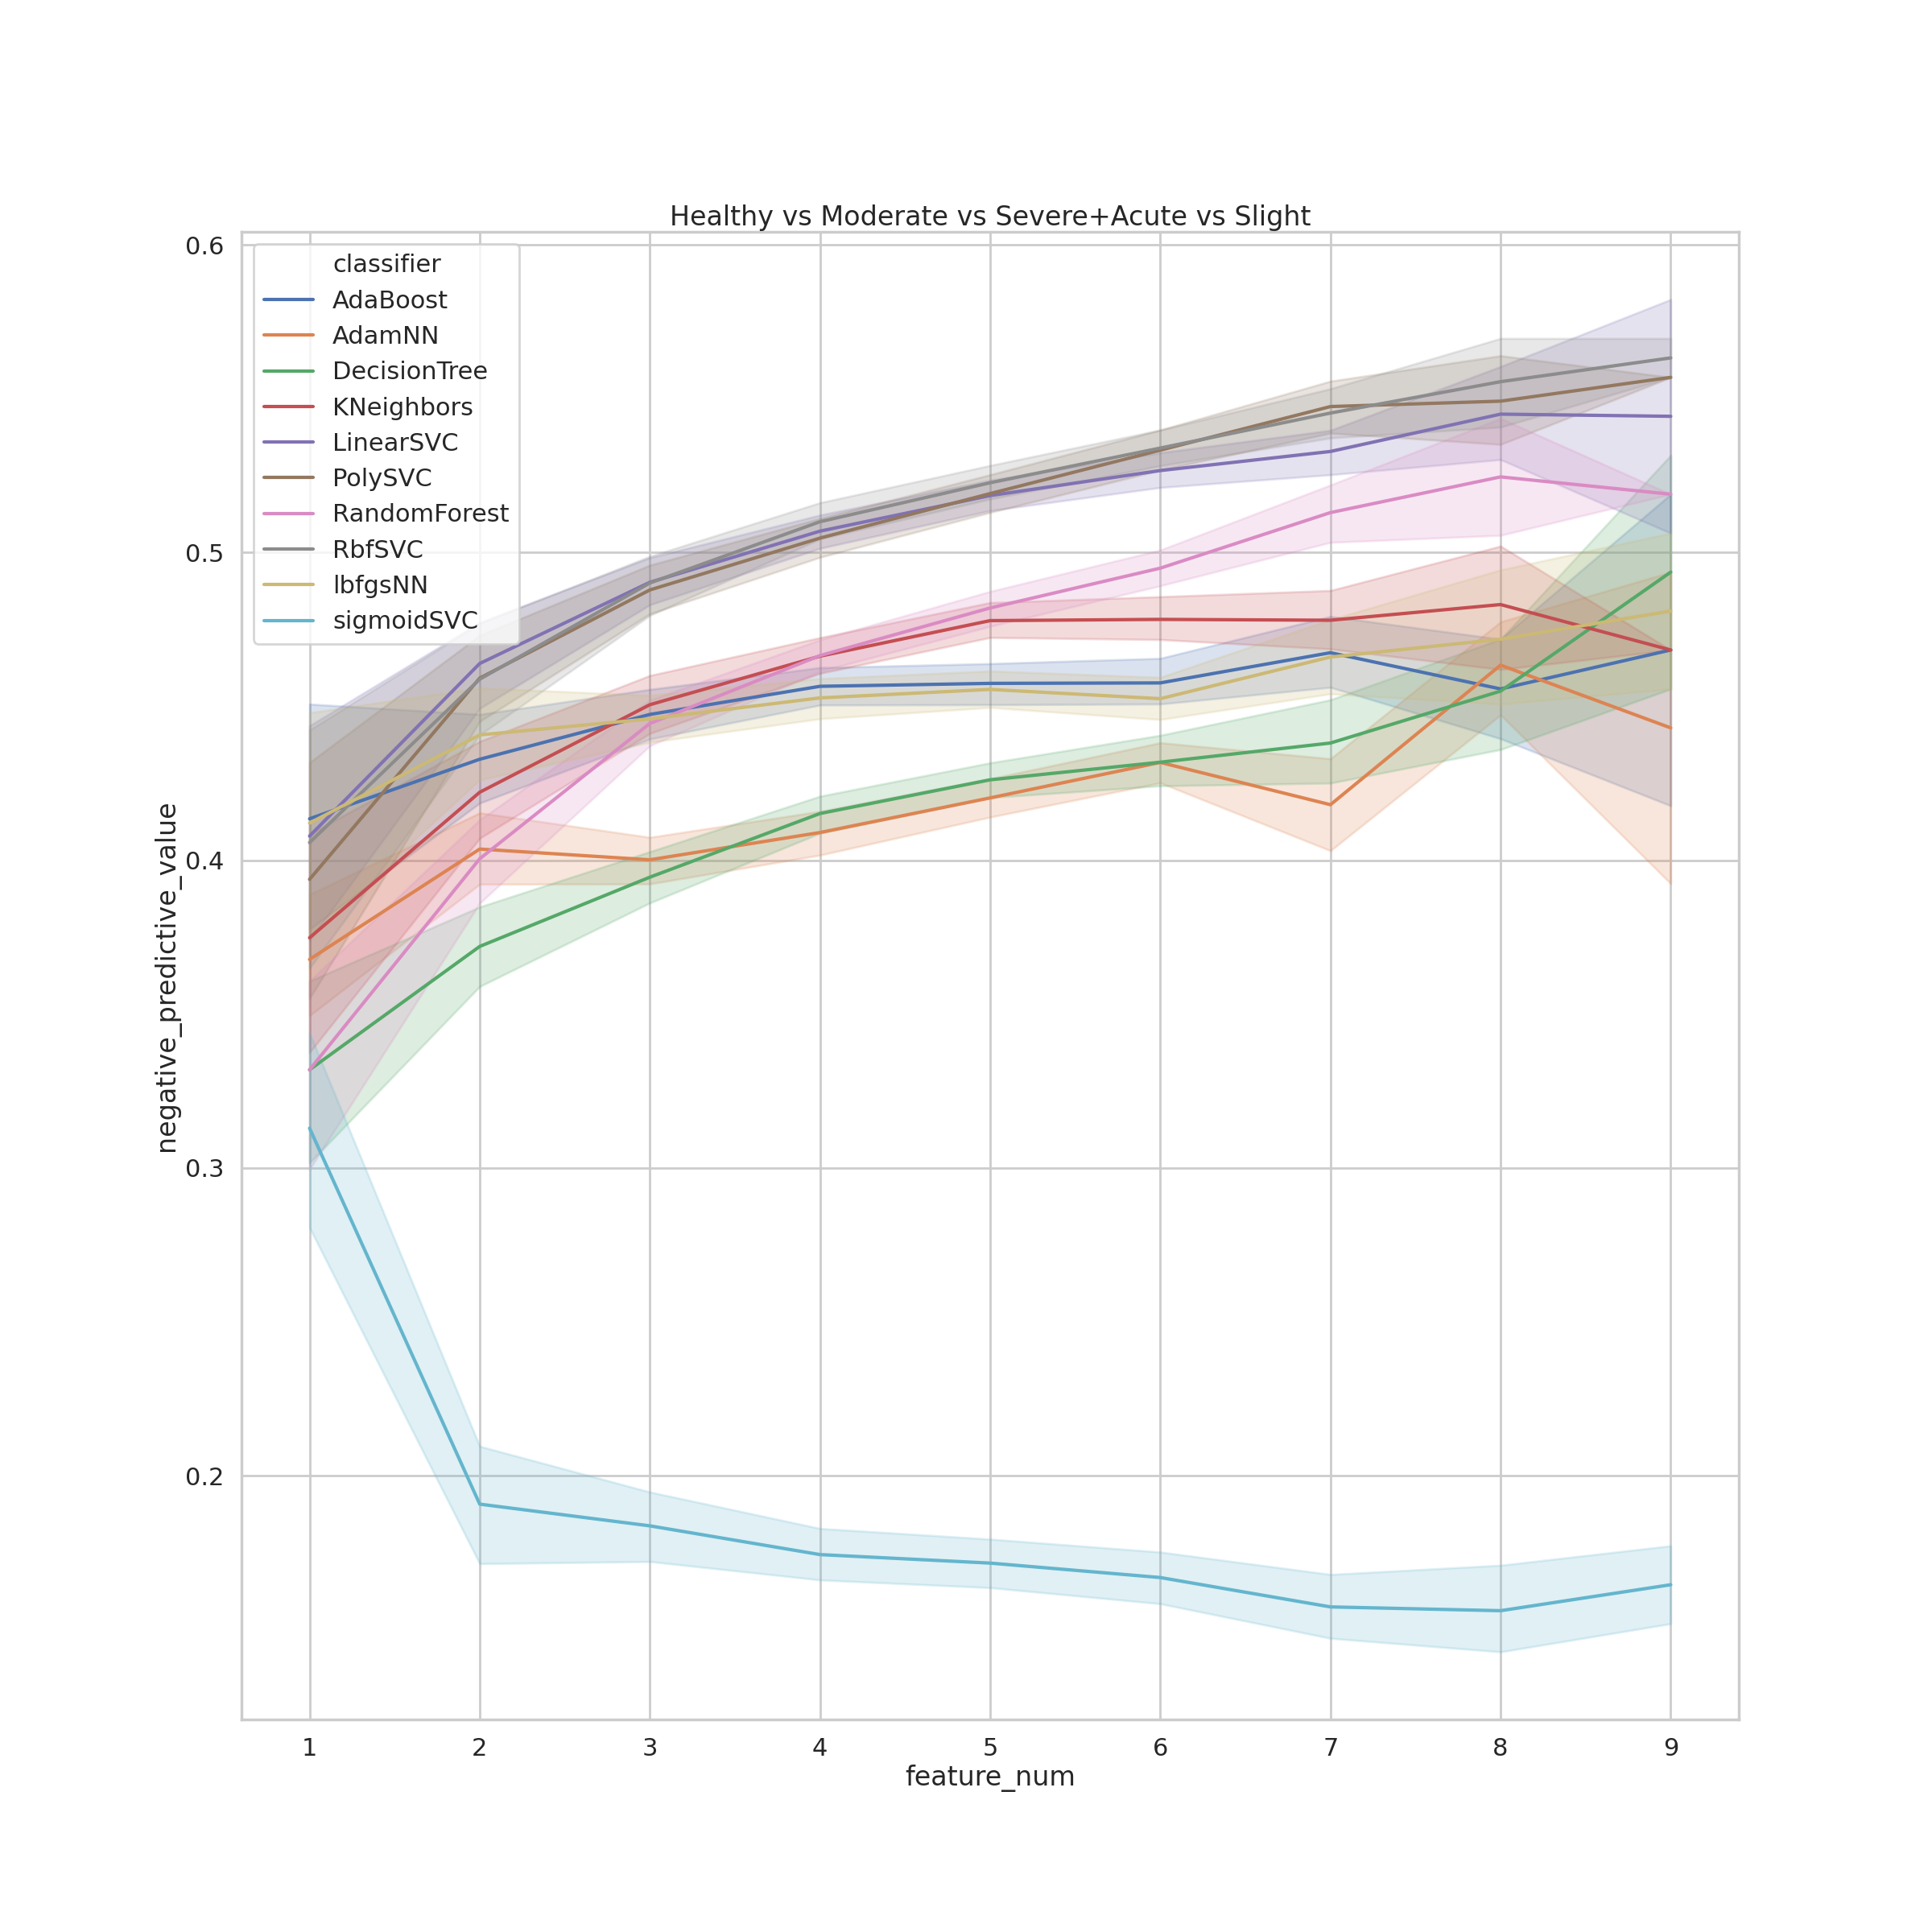 Healthy vs Moderate vs Severe+Acute vs Slight
0.6
0.5
0.4
0.3
0.2
negative_predictive_value
classifier
AdaBoost
AdamNN
DecisionTree
KNeighbors
LinearSVC
PolySVC
RandomForest
RbfSVC
lbfgsNN
sigmoidSVC
1 2 3 4 5 6 7 8 9
feature_num